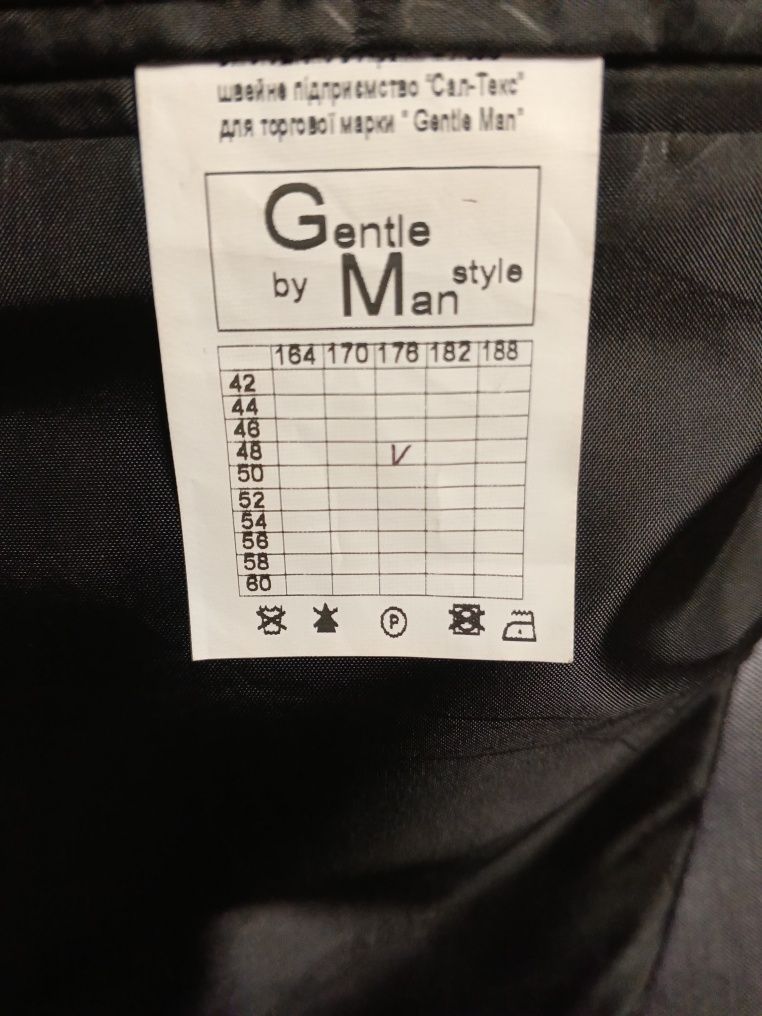 швейне підприємство "Сал-Текс"
для торгової марки " Gentle Man"
Gentle
by Man style
164 170 176 182 188
42
44
46
48 V
50
52
54
56
58
60
P